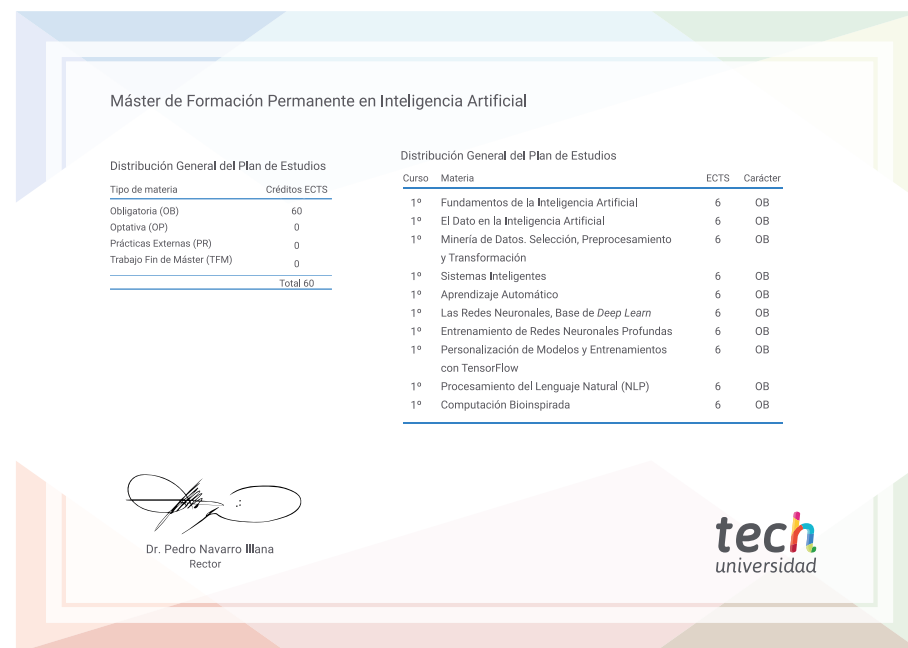 Máster de Formación Permanente en Inteligencia Artificial
Distribución General del Plan de Estudios
Tipo de materia Créditos ECTS
Obligatoria (OB) 60
Optativa (OP) 0
Prácticas Externas (PR) 0
Trabajo Fin de Máster (TFM) 0
Total 60
Distribución General del Plan de Estudios
Curso Materia ECTS Carácter
1º Fundamentos de la Inteligencia Artificial 6 OB
1º El Dato en la Inteligencia Artificial 6 OB
1º Minería de Datos. Selección, Preprocesamiento 6 OB
y Transformación
1º Sistemas Inteligentes 6 OB
1º Aprendizaje Automático 6 OB
1º Las Redes Neuronales, Base de Deep Learn 6 OB
1º Entrenamiento de Redes Neuronales Profundas 6 OB
1º Personalización de Modelos y Entrenamientos 6 OB
con TensorFlow
1º Procesamiento del Lenguaje Natural (NLP) 6 OB
1º Computación Bioinspirada 6 OB
Dr. Pedro Navarro Illana
Rector
tech
universidad